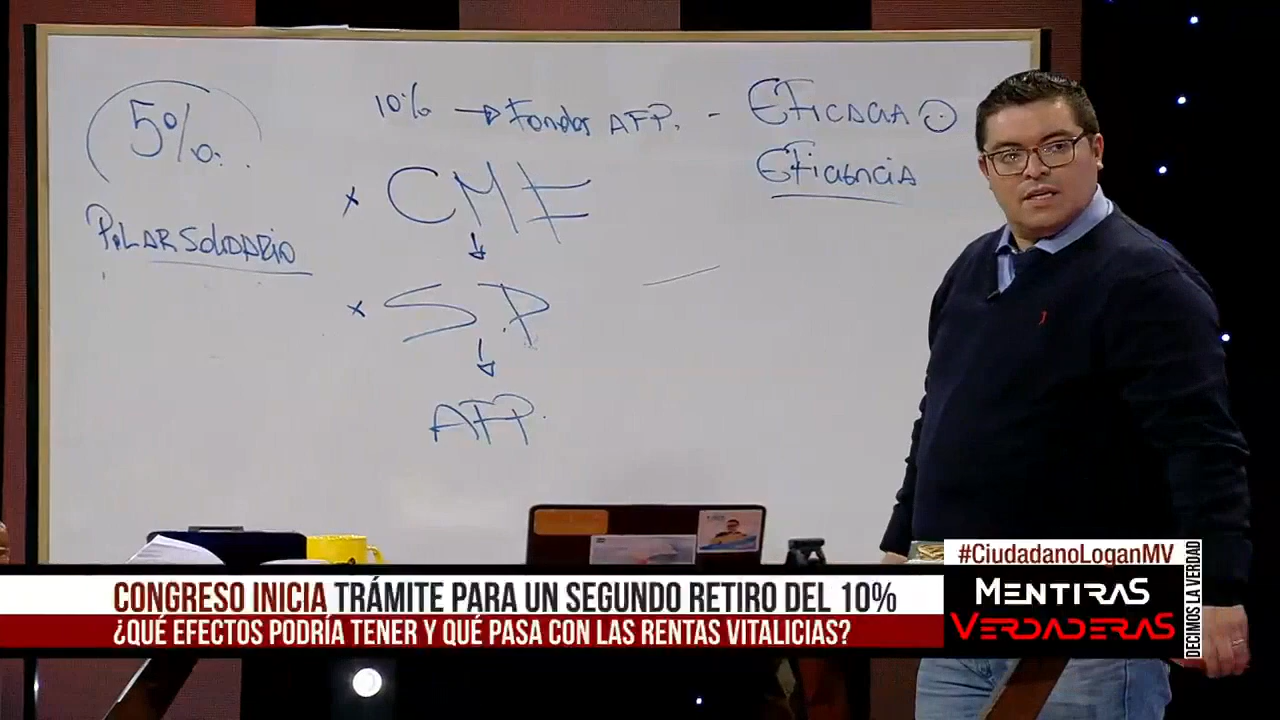 5%
PILAR SOLIDARIO
10% → Fondos AFP. - EFICACIA
EFICIENCIA
x CMF
x SP
AFP.
#CiudadanoLoganMV
CONGRESO INICIA TRÁMITE PARA UN SEGUNDO RETIRO DEL 10%
¿QUÉ EFECTOS PODRÍA TENER Y QUÉ PASA CON LAS RENTAS VITALICIAS?
MENTIRAS
VERDADERAS
DECIMOS LA VERDAD